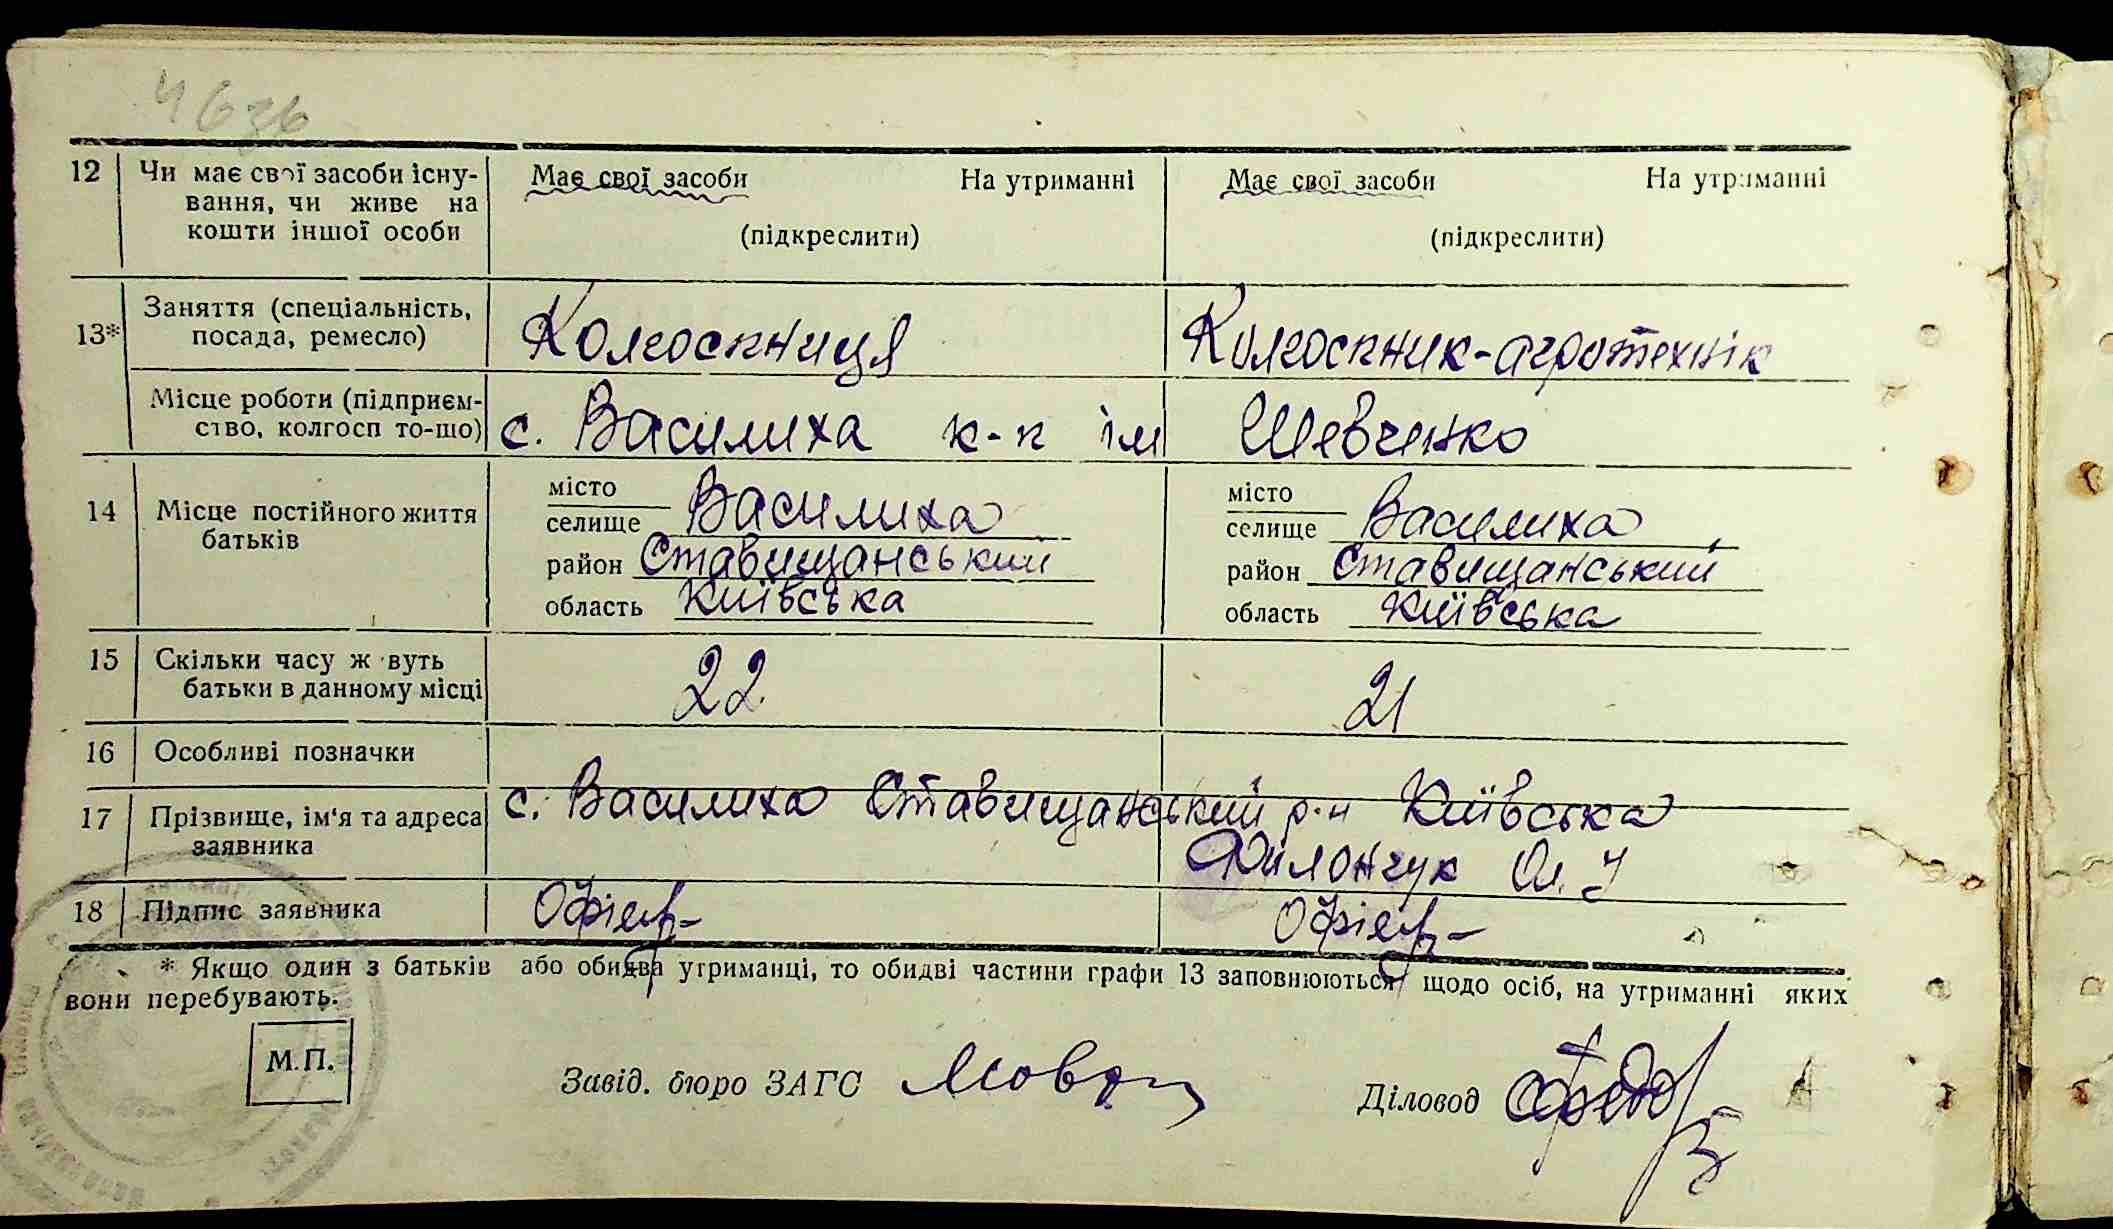 4636
12 Чи має свої засоби існу- Має свої засоби На утриманні Має свої засоби На утриманні
вання, чи живе на
кошти іншої особи (підкреслити) (підкреслити)
13* Заняття (спеціальність,
посада, ремесло) Колгоспниця Колгоспник-агротехнік
Місце роботи (підприєм-
ство, колгосп то-що) с. Василиха к-п ім Шевченко
14 Місце постійного життя
батьків
місто місто
селище Василиха селище Василиха
район Ставищанський район Ставищанський
область Київська область Київська
15 Скільки часу живуть
батьки в данному місці 22 21
16 Особливі позначки
17 Прізвище, ім'я та адреса с. Василиха Ставищанський р-н Київська
заявника Филончук
18 Підпис заявника
* Якщо один з батьків або обидва утриманці, то обидві частини графи 13 заповнюються щодо осіб, на утриманні яких
вони перебувають.
М.П.
Завід. бюро ЗАГС Діловод